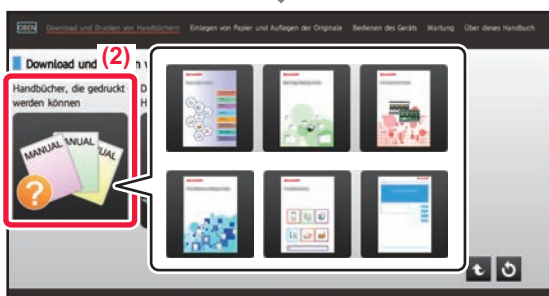 OBEN Download und Drucken von Handbüchern Einlegen von Papier und Auflegen der Originale Bedienen des Geräts Wartung Über dieses Handbuch
Download und
(2)
Handbücher, die gedruckt
werden können
MANUAL